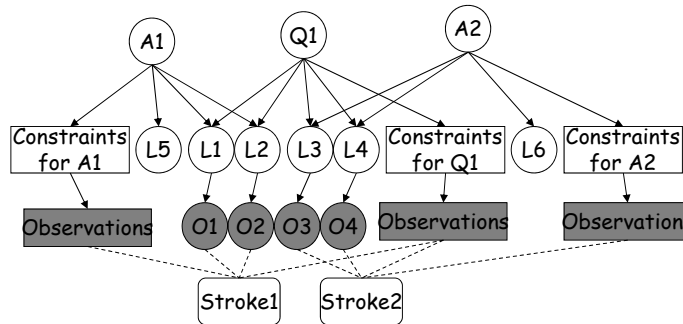 A1
Q1
A2
Constraints
for A1
L5
L1
L2
L3
L4
Constraints
for Q1
L6
Constraints
for A2
Observations
O1
O2
O3
O4
Observations
Observations
Stroke1
Stroke2